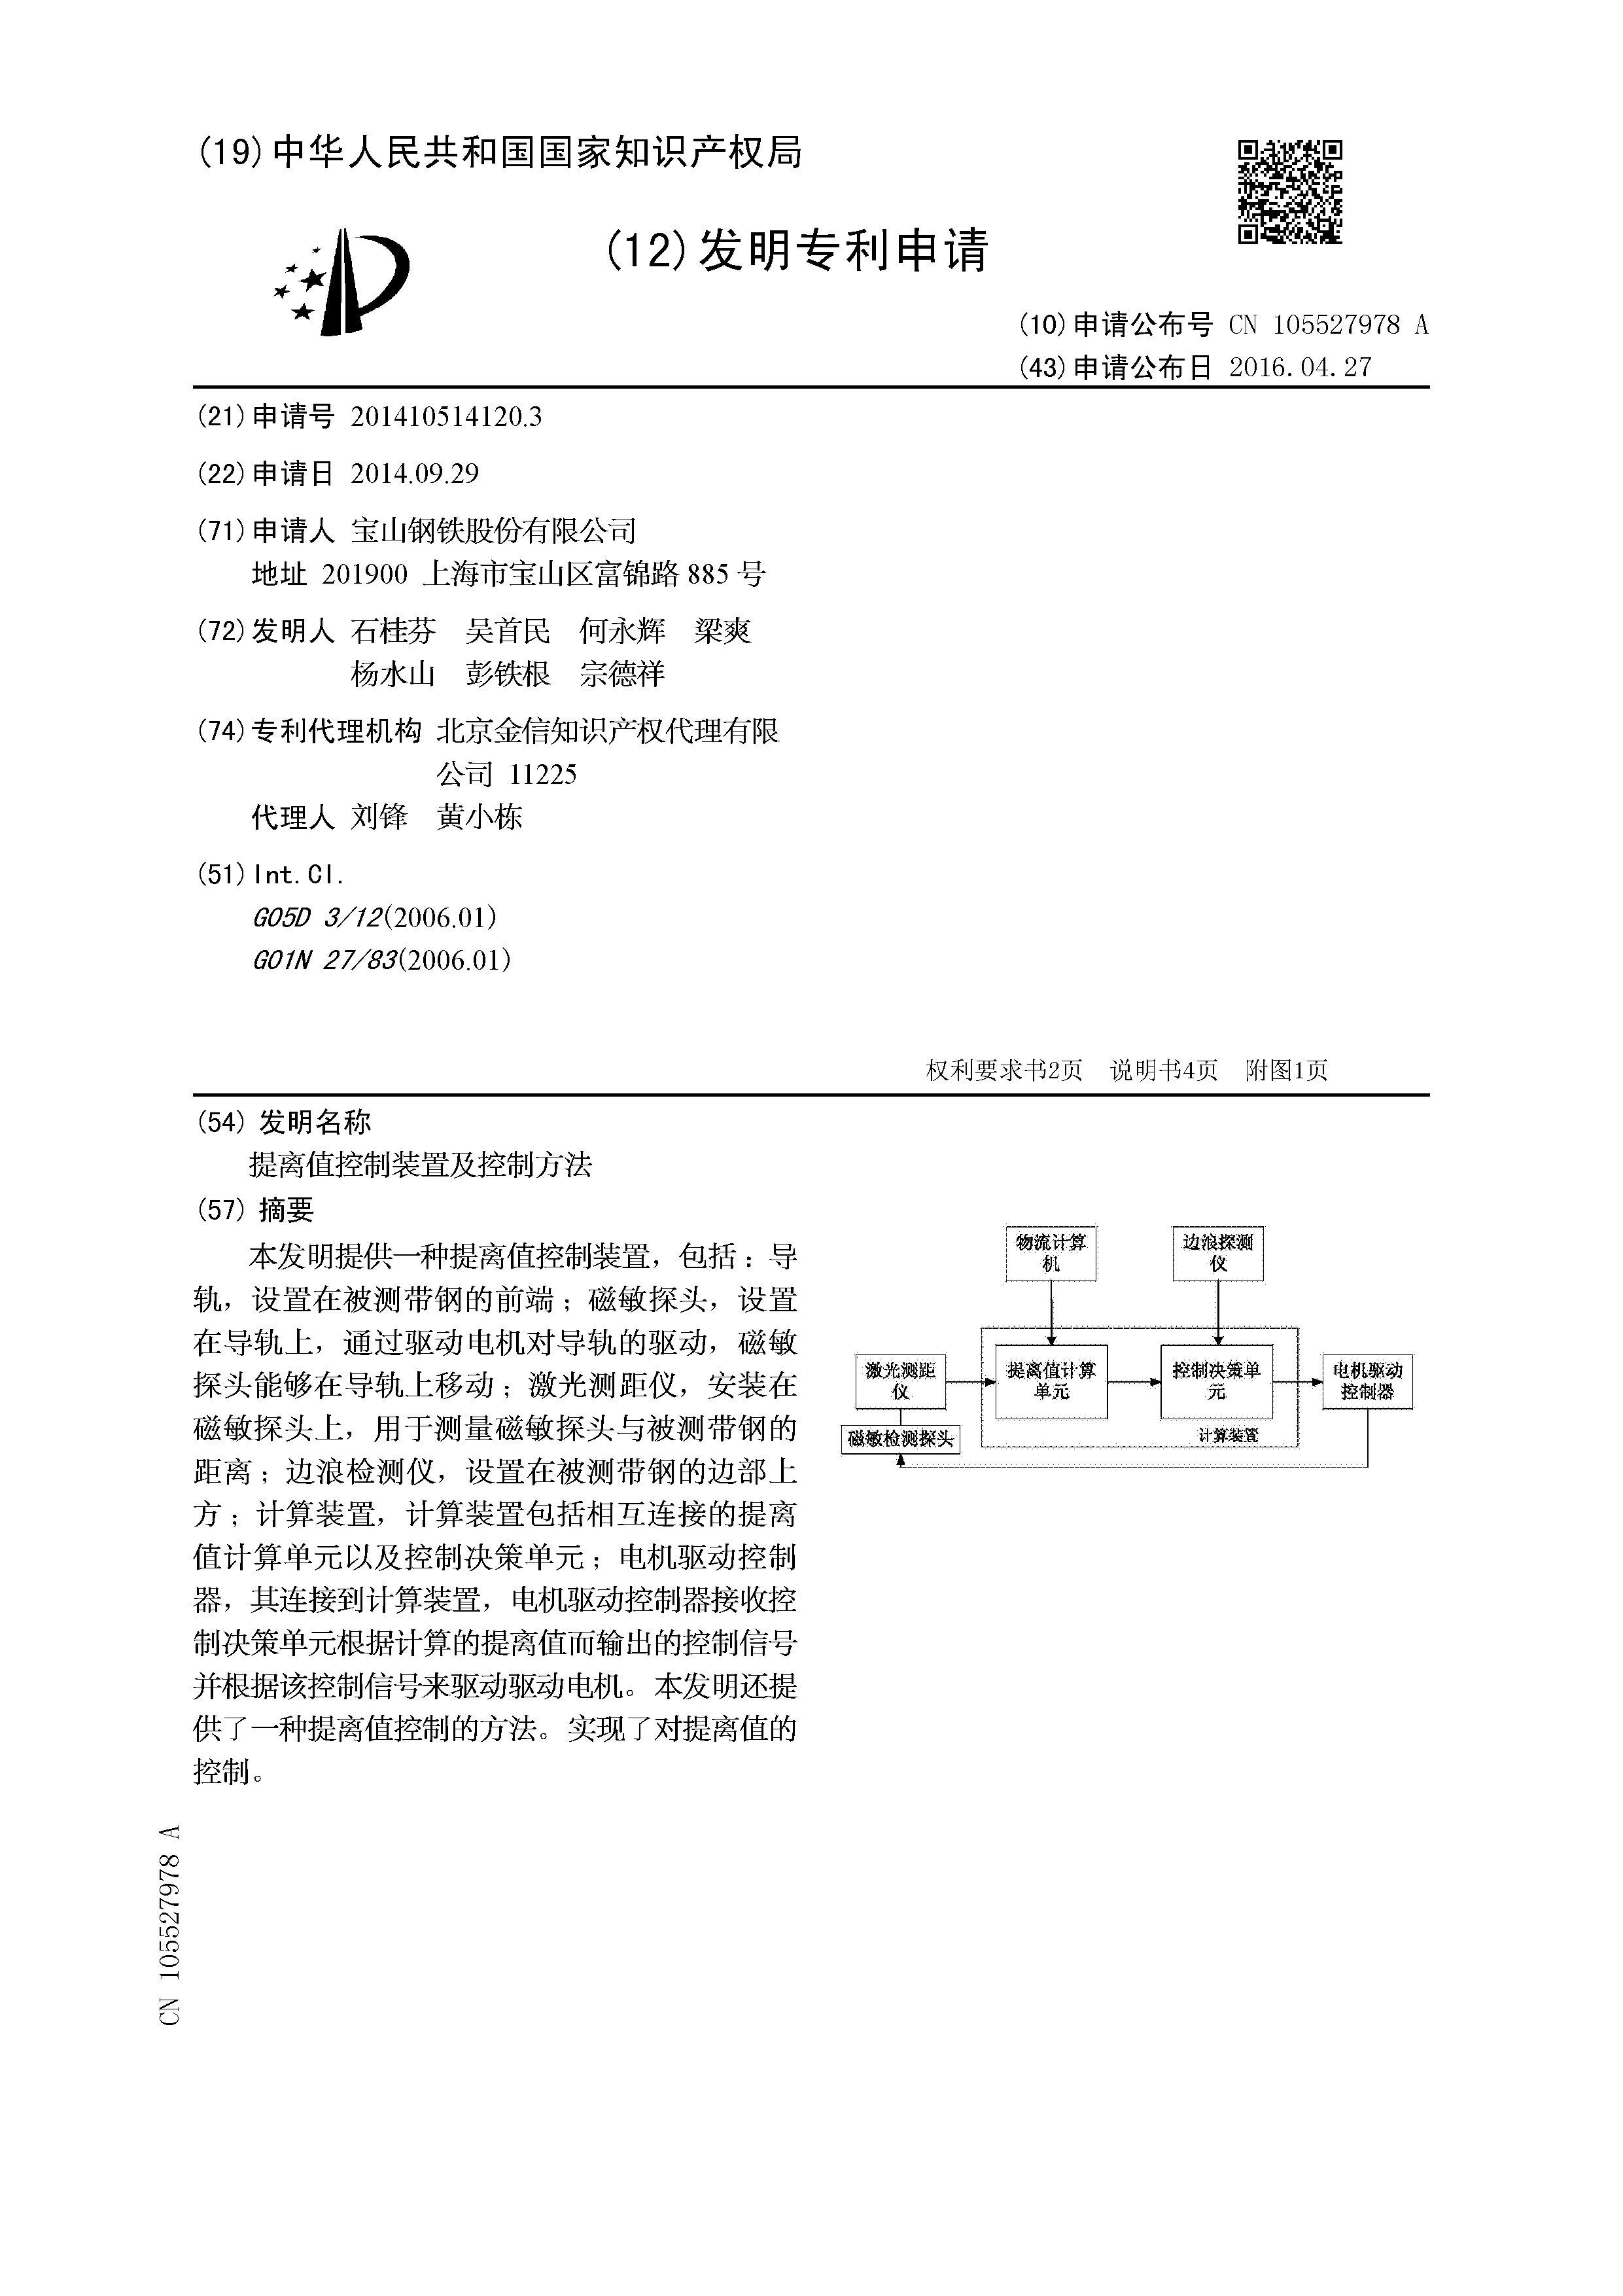 (19)中华人民共和国国家知识产权局
(12)发明专利申请
(10)申请公布号 CN 105527978 A
(43)申请公布日 2016.04.27
(21)申请号 201410514120.3
(22)申请日 2014.09.29
(71)申请人 宝山钢铁股份有限公司
地址 201900 上海市宝山区富锦路 885 号
(72)发明人 石桂芬 吴首民 何永辉 梁爽
杨水山 彭铁根 宗德祥
(74)专利代理机构 北京金信知识产权代理有限
公司 11225
代理人 刘锋 黄小栋
(51)Int.Cl.
G05D 3/12(2006.01)
G01N 27/83(2006.01)
权利要求书2页 说明书4页 附图1页
(54)发明名称
提离值控制装置及控制方法
(57)摘要
本发明提供一种提离值控制装置，包括：导
轨，设置在被测带钢的前端；磁敏探头，设置
在导轨上，通过驱动电机对导轨的驱动，磁敏
探头能够在导轨上移动；激光测距仪，安装在
磁敏探头上，用于测量磁敏探头与被测带钢的
距离；边浪检测仪，设置在被测带钢的边部上
方；计算装置，计算装置包括相互连接的提离
值计算单元以及控制决策单元；电机驱动控制
器，其连接到计算装置，电机驱动控制器接收控
制决策单元根据计算的提离值而输出的控制信号
并根据该控制信号来驱动驱动电机。本发明还提
供了一种提离值控制的方法。实现了对提离值的
控制。
物流计算
机
边浪探测
仪
激光测距
仪
提离值计算
单元
控制决策单
元
电机驱动
控制器
计算装置
磁敏检测探头
CN 105527978 A